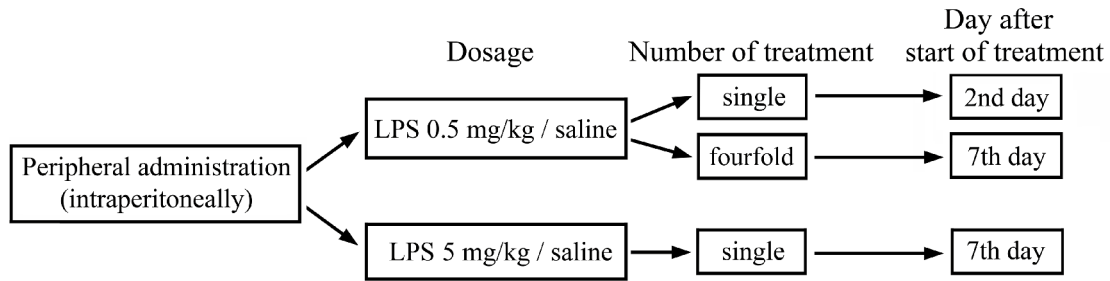 Dosage
Number of treatment
Day after
start of treatment
Peripheral administration
(intraperitoneally)
LPS 0.5 mg/kg / saline
single
2nd day
fourfold
7th day
LPS 5 mg/kg / saline
single
7th day